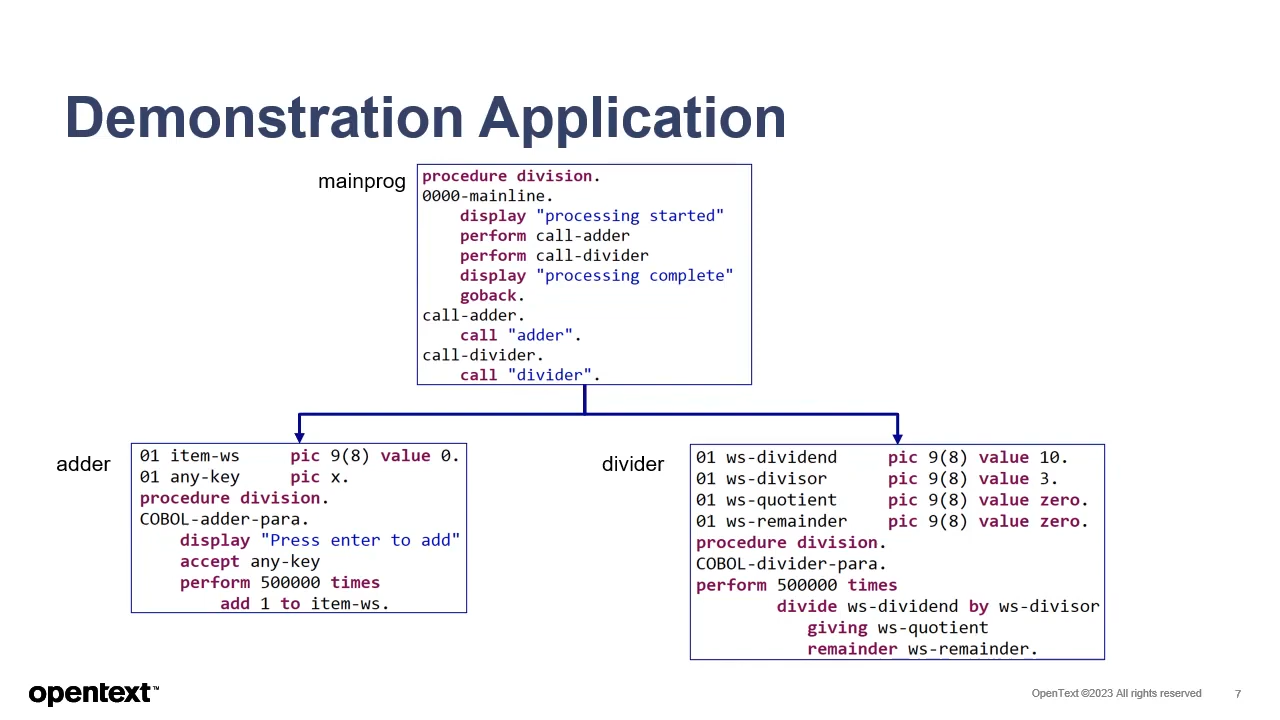 Demonstration Application
mainprog
procedure division.
0000-mainline.
display "processing started"
perform call-adder
perform call-divider
display "processing complete"
goback.
call-adder.
call "adder".
call-divider.
call "divider".
adder
01 item-ws pic 9(8) value 0.
01 any-key pic x.
procedure division.
COBOL-adder-para.
display "Press enter to add"
accept any-key
perform 500000 times
add 1 to item-ws.
divider
01 ws-dividend pic 9(8) value 10.
01 ws-divisor pic 9(8) value 3.
01 ws-quotient pic 9(8) value zero.
01 ws-remainder pic 9(8) value zero.
procedure division.
COBOL-divider-para.
perform 500000 times
divide ws-dividend by ws-divisor
giving ws-quotient
remainder ws-remainder.
opentext™
OpenText ©2023 All rights reserved
7